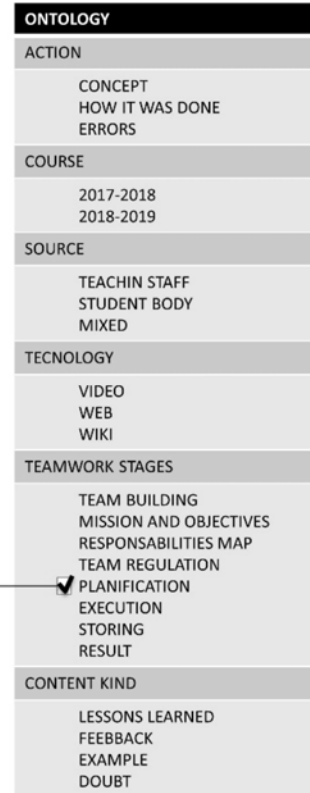 ONTOLOGY
ACTION
CONCEPT
HOW IT WAS DONE
ERRORS
COURSE
2017-2018
2018-2019
SOURCE
TEACHIN STAFF
STUDENT BODY
MIXED
TECNOLOGY
VIDEO
WEB
WIKI
TEAMWORK STAGES
TEAM BUILDING
MISSION AND OBJECTIVES
RESPONSABILITIES MAP
TEAM REGULATION
PLANIFICATION
EXECUTION
STORING
RESULT
CONTENT KIND
LESSONS LEARNED
FEEBBACK
EXAMPLE
DOUBT